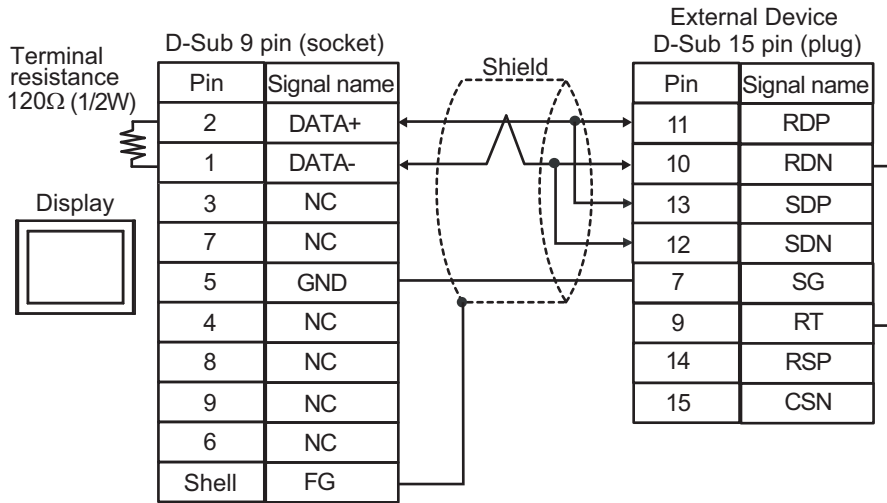 External Device
D-Sub 9 pin (socket)
D-Sub 15 pin (plug)
Terminal
resistance
120Ω (1/2W)
Shield
Pin Signal name
2 DATA+
1 DATA-
3 NC
7 NC
5 GND
4 NC
8 NC
9 NC
6 NC
Shell FG
Display
Pin Signal name
11 RDP
10 RDN
13 SDP
12 SDN
7 SG
9 RT
14 RSP
15 CSN